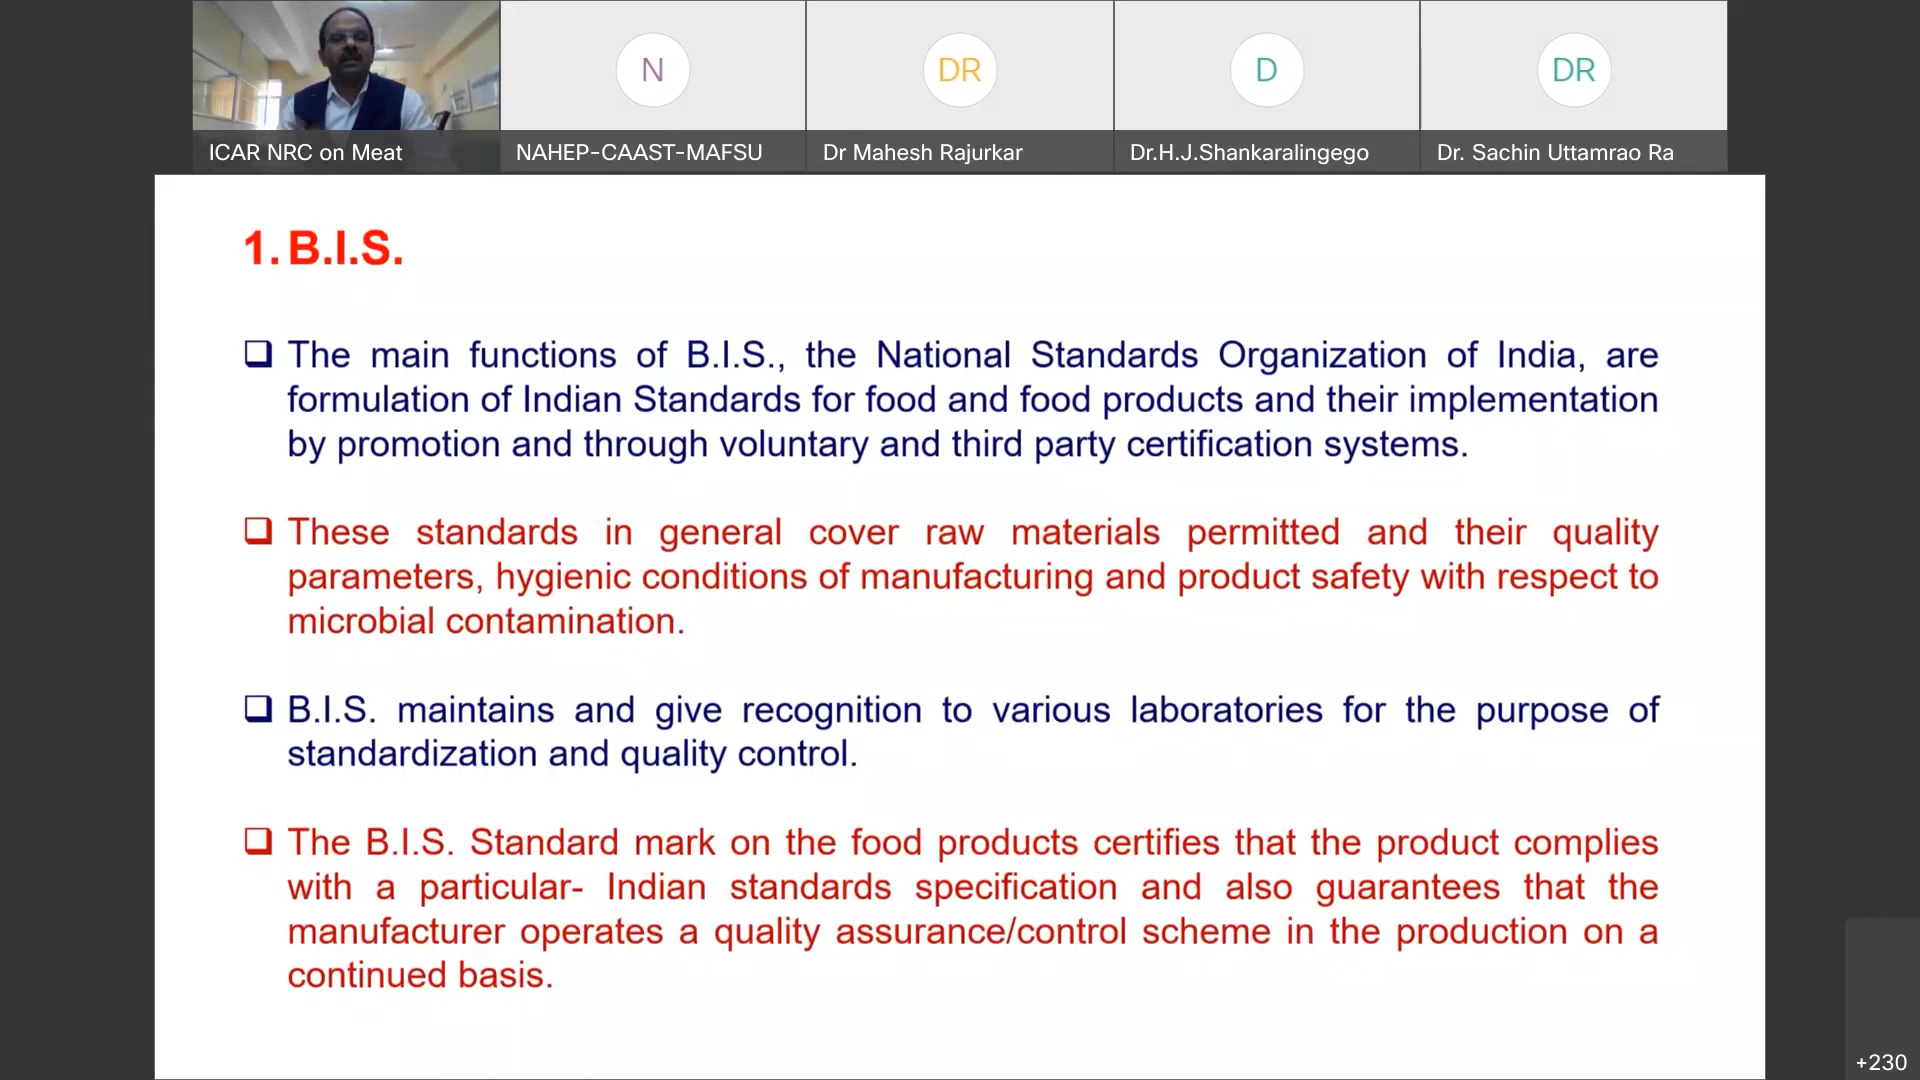 N
DR
D
DR
ICAR NRC on Meat
NAHEP-CAAST-MAFSU
Dr Mahesh Rajurkar
Dr.H.J.Shankaralingego
Dr. Sachin Uttamrao Ra
1. B.I.S.
The main functions of B.I.S., the National Standards Organization of India, are
formulation of Indian Standards for food and food products and their implementation
by promotion and through voluntary and third party certification systems.
These standards in general cover raw materials permitted and their quality
parameters, hygienic conditions of manufacturing and product safety with respect to
microbial contamination.
B.I.S. maintains and give recognition to various laboratories for the purpose of
standardization and quality control.
The B.I.S. Standard mark on the food products certifies that the product complies
with a particular- Indian standards specification and also guarantees that the
manufacturer operates a quality assurance/control scheme in the production on a
continued basis.
+230